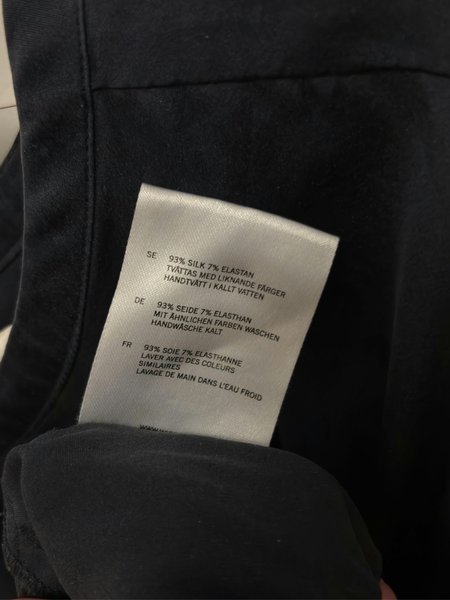 SE 93% SILK 7% ELASTAN
TVÄTTAS MED LIKNANDE FÄRGER
HANDTVÄTT I KALLT VATTEN
DE 93% SEIDE 7% ELASTHAN
MIT ÄHNLICHEN FARBEN WASCHEN
HANDWÄSCHE KALT
FR 93% SOIE 7% ELASTHANNE
LAVER AVEC DES COLEURS
SIMILAIRES
LAVAGE DE MAIN DANS L'EAU FROID